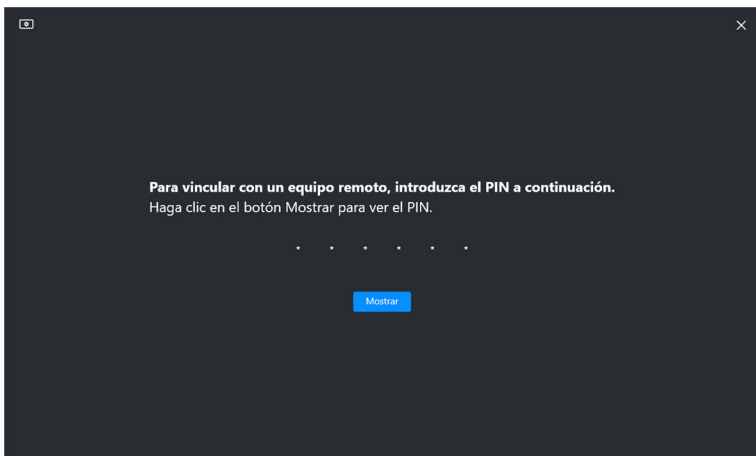 Para vincular con un equipo remoto, introduzca el PIN a continuación.
Haga clic en el botón Mostrar para ver el PIN.
* * * * * *
Mostrar